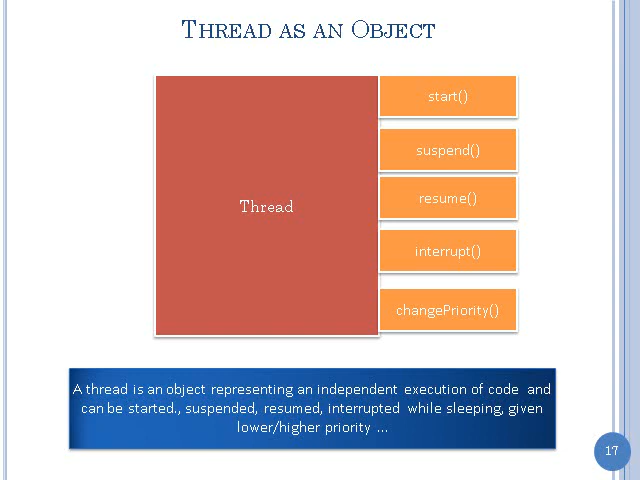 THREAD AS AN OBJECT
Thread
start()
suspend()
resume()
interrupt()
changePriority()
A thread is an object representing an independent execution of code and
can be started., suspended, resumed, interrupted while sleeping, given
lower/higher priority ...
17